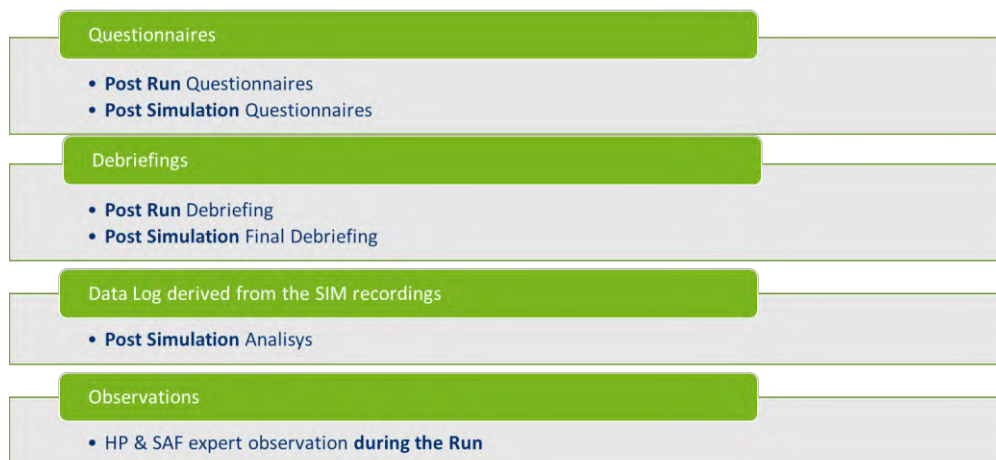 Questionnaires
• Post Run Questionnaires
• Post Simulation Questionnaires
Debriefings
• Post Run Debriefing
• Post Simulation Final Debriefing
Data Log derived from the SIM recordings
• Post Simulation Analisys
Observations
• HP & SAF expert observation during the Run